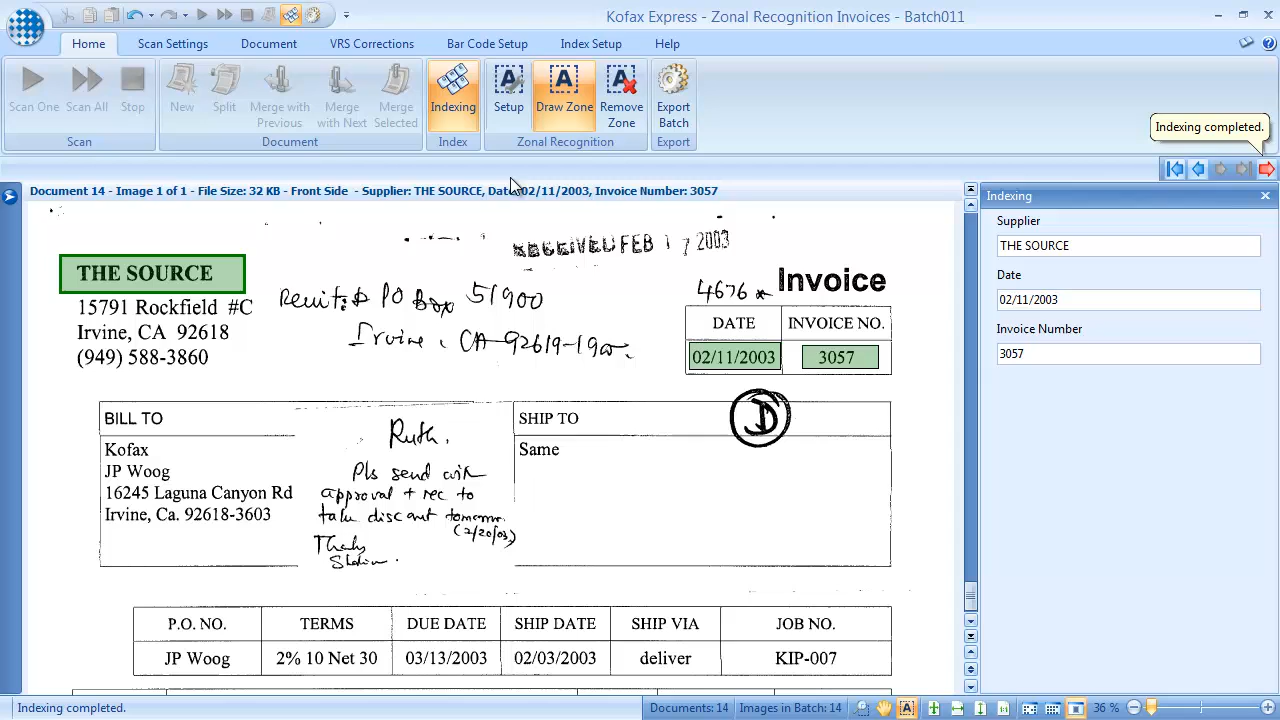 Kofax Express - Zonal Recognition Invoices - Batch011
Home
Scan Settings
Document
VRS Corrections
Bar Code Setup
Index Setup
Help
Scan One
Scan All
Stop
New
Split
Merge with Previous
Merge with Next
Merge Selected
Indexing
Setup
Draw Zone
Remove Zone
Export Batch
Scan
Document
Index
Zonal Recognition
Export
Indexing completed.
Document 14 - Image 1 of 1 - File Size: 32 KB - Front Side - Supplier: THE SOURCE, Date 02/11/2003, Invoice Number: 3057
RECEIVED FEB 17 2003
THE SOURCE
15791 Rockfield #C
Irvine, CA 92618
(949) 588-3860
PO Box 51900
Irvine, CA 92619-1900
4676
Invoice
DATE
INVOICE NO.
02/11/2003
3057
BILL TO
Kofax
JP Woog
16245 Laguna Canyon Rd
Irvine, Ca. 92618-3603
Ruth,
Pls send with
approval + rec to
take discount tomorrow
(2/20/03)
SHIP TO
Same
P.O. NO.
TERMS
DUE DATE
SHIP DATE
SHIP VIA
JOB NO.
JP Woog
2% 10 Net 30
03/13/2003
02/03/2003
deliver
KIP-007
Indexing
Supplier
THE SOURCE
Date
02/11/2003
Invoice Number
3057
Indexing completed.
Documents: 14
Images in Batch: 14
36 %